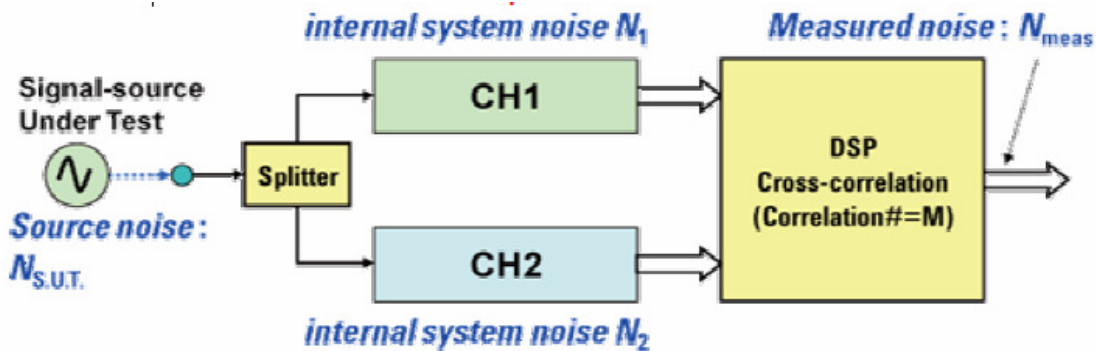 internal system noise N1
Measured noise : Nmeas
Signal-source
Under Test
CH1
Splitter
DSP
Cross-correlation
(Correlation#=M)
Source noise :
NS.U.T.
CH2
internal system noise N2